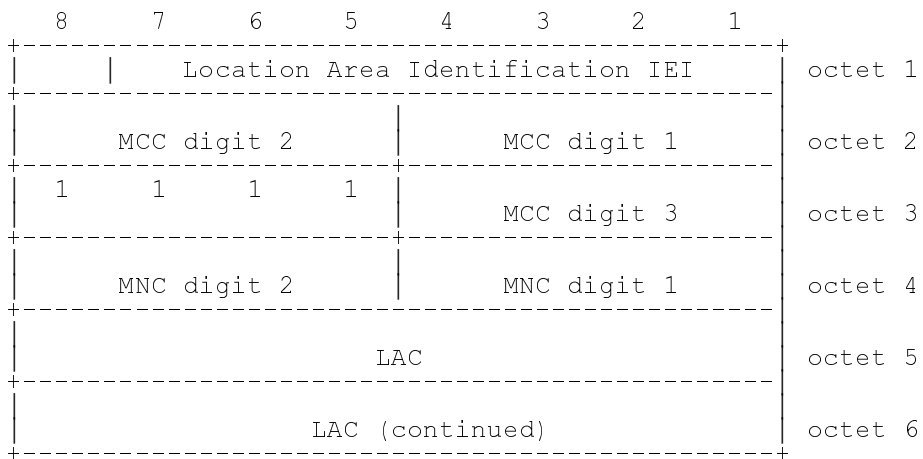 8 7 6 5 4 3 2 1
Location Area Identification IEI octet 1
MCC digit 2 MCC digit 1 octet 2
1 1 1 1
MCC digit 3 octet 3
MNC digit 2 MNC digit 1 octet 4
LAC octet 5
LAC (continued) octet 6